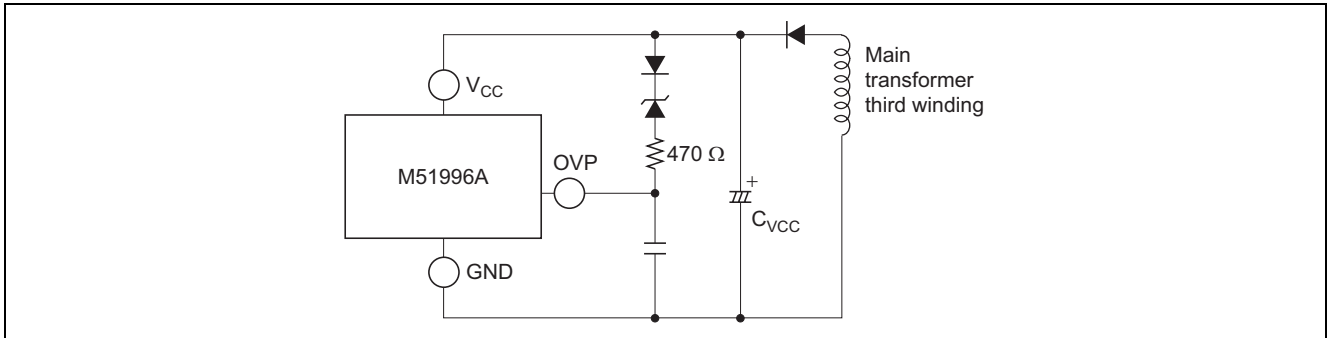 Main
transformer
third winding
V_CC
470 Ω
OVP
M51996A
+
C_VCC
GND